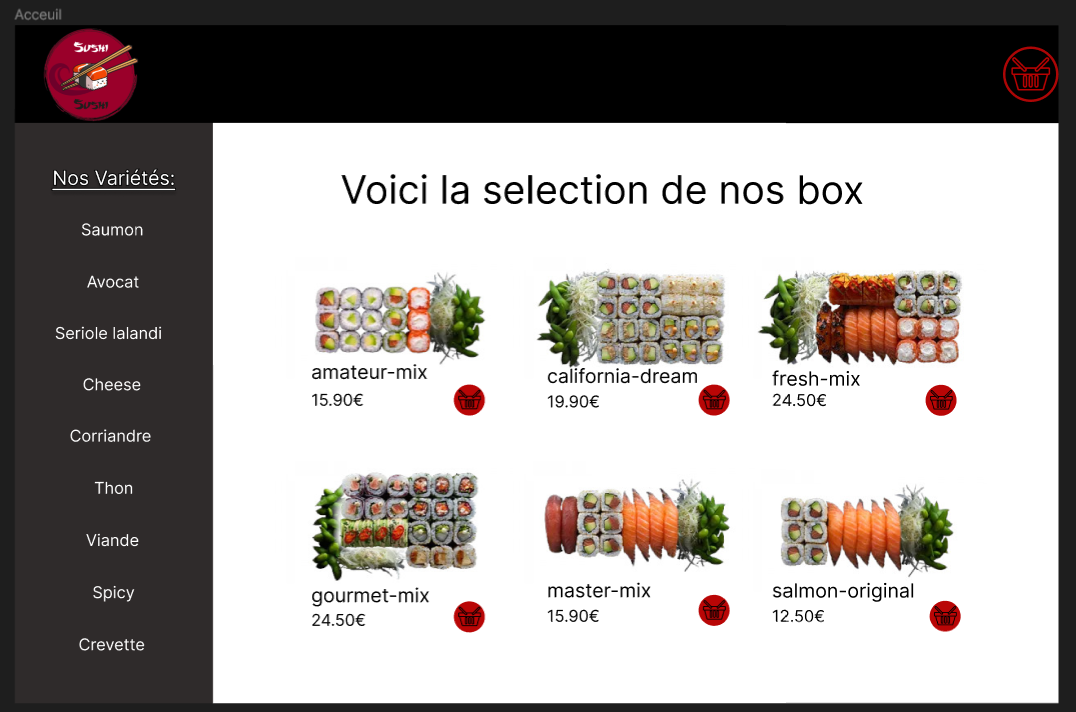 Acceuil
Sushi
Sushi
Nos Variétés:
Saumon
Avocat
Seriole lalandi
Cheese
Corriandre
Thon
Viande
Spicy
Crevette
Voici la selection de nos box
amateur-mix
15.90€
california-dream
19.90€
fresh-mix
24.50€
gourmet-mix
24.50€
master-mix
15.90€
salmon-original
12.50€